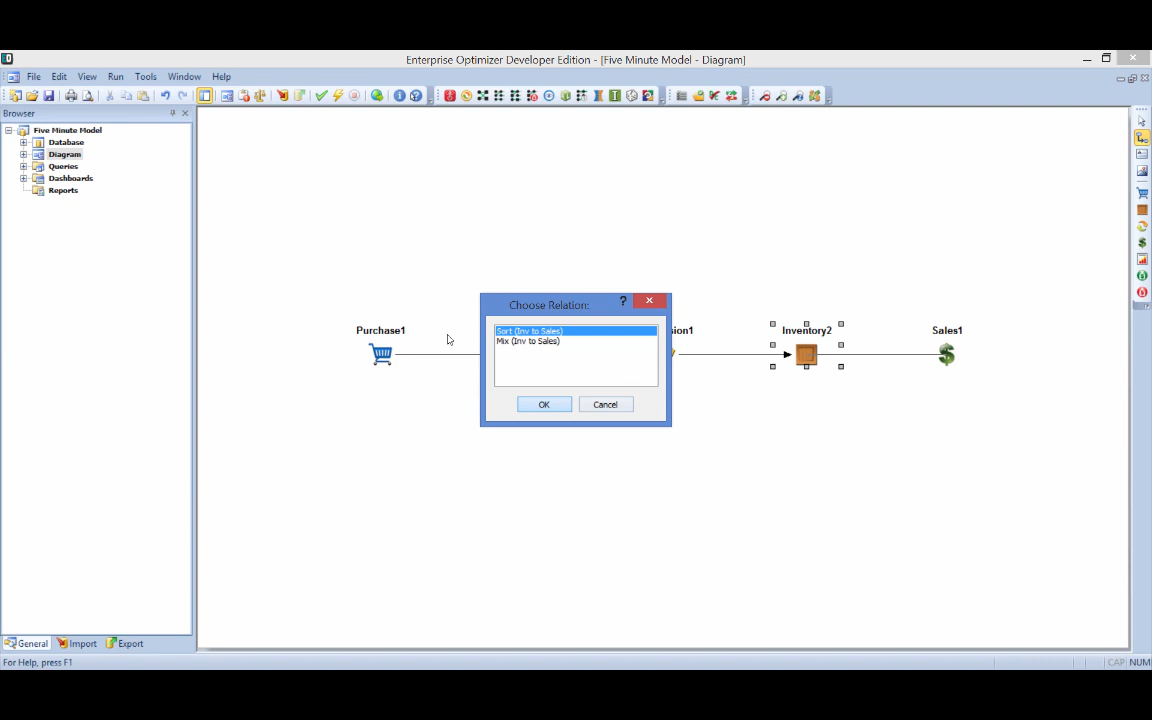 Enterprise Optimizer Developer Edition - [Five Minute Model - Diagram]
File Edit View Run Tools Window Help
Browser
Five Minute Model
Database
Diagram
Queries
Dashboards
Reports
Choose Relation:
?
Sort (Inv to Sales)
Mix (Inv to Sales)
OK Cancel
Purchase1 sion1 Inventory2 Sales1
General Import Export
For Help, press F1 CAP NUM